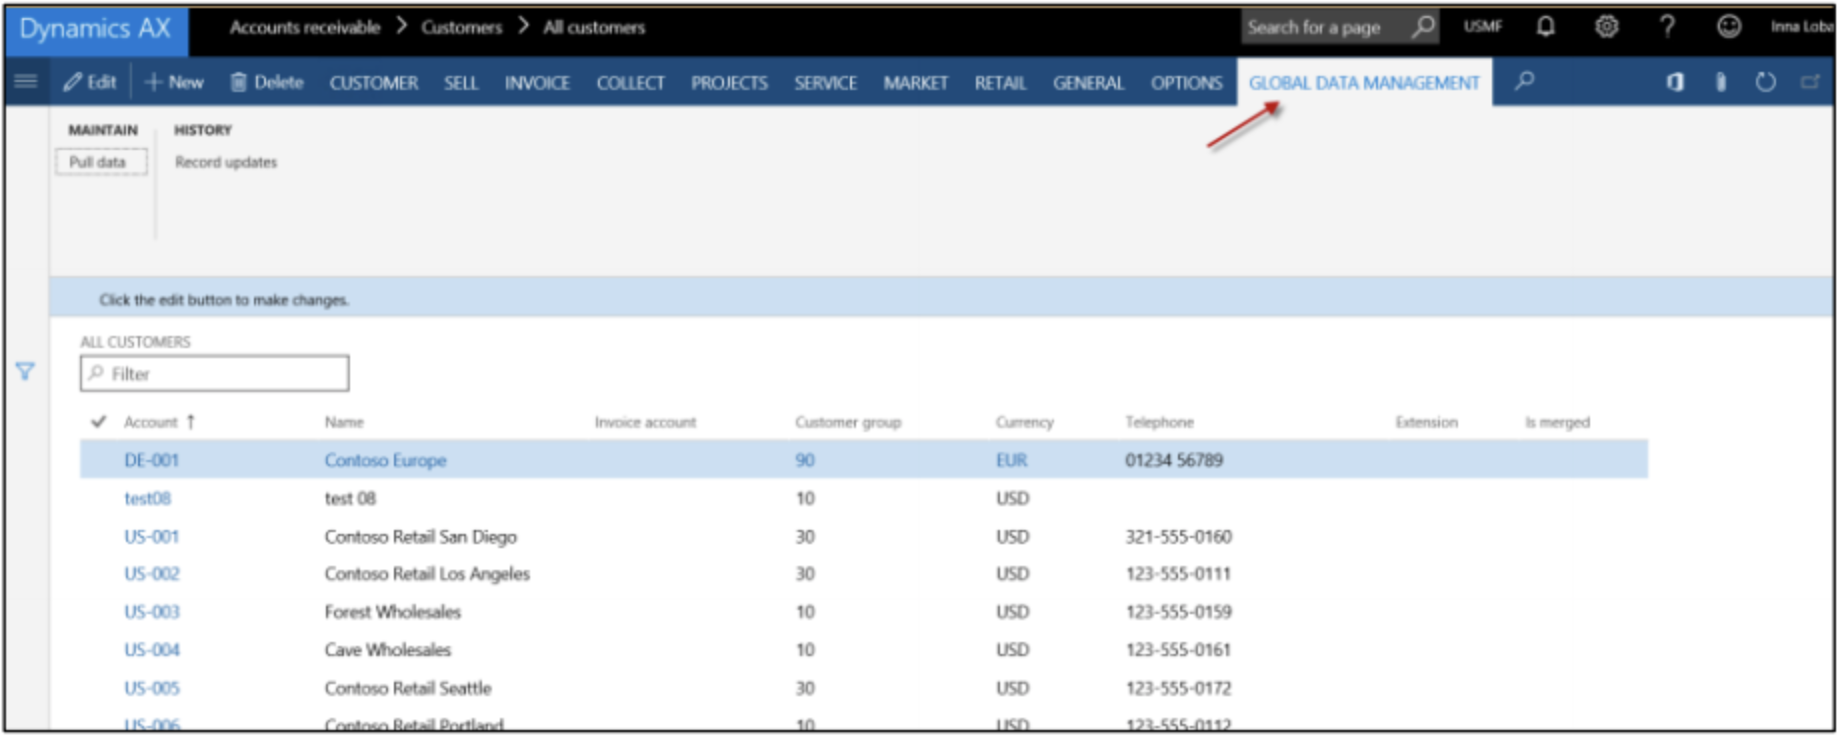 Dynamics AX Accounts receivable > Customers > All customers Search for a page USMF ? Inna Loba
Edit + New Delete CUSTOMER SELL INVOICE COLLECT PROJECTS SERVICE MARKET RETAIL GENERAL OPTIONS GLOBAL DATA MANAGEMENT
MAINTAIN HISTORY
Pull data Record updates
Click the edit button to make changes.
ALL CUSTOMERS
Filter
Account ↑ Name Invoice account Customer group Currency Telephone Extension Is merged
DE-001 Contoso Europe 90 EUR 01234 56789
test08 test 08 10 USD
US-001 Contoso Retail San Diego 30 USD 321-555-0160
US-002 Contoso Retail Los Angeles 30 USD 123-555-0111
US-003 Forest Wholesales 10 USD 123-555-0159
US-004 Cave Wholesales 10 USD 123-555-0161
US-005 Contoso Retail Seattle 30 USD 123-555-0172
US-006 Contoso Retail Portland 10 USD 123-555-0112